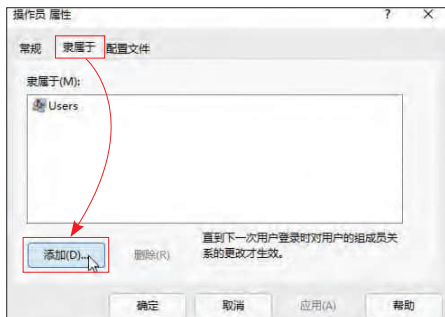 操作员 属性
? ×
常规 隶属于 配置文件
隶属于(M):
Users
添加(D)... 删除(R) 直到下一次用户登录时对用户的组成员关
系的更改才生效。
确定 取消 应用(A) 帮助